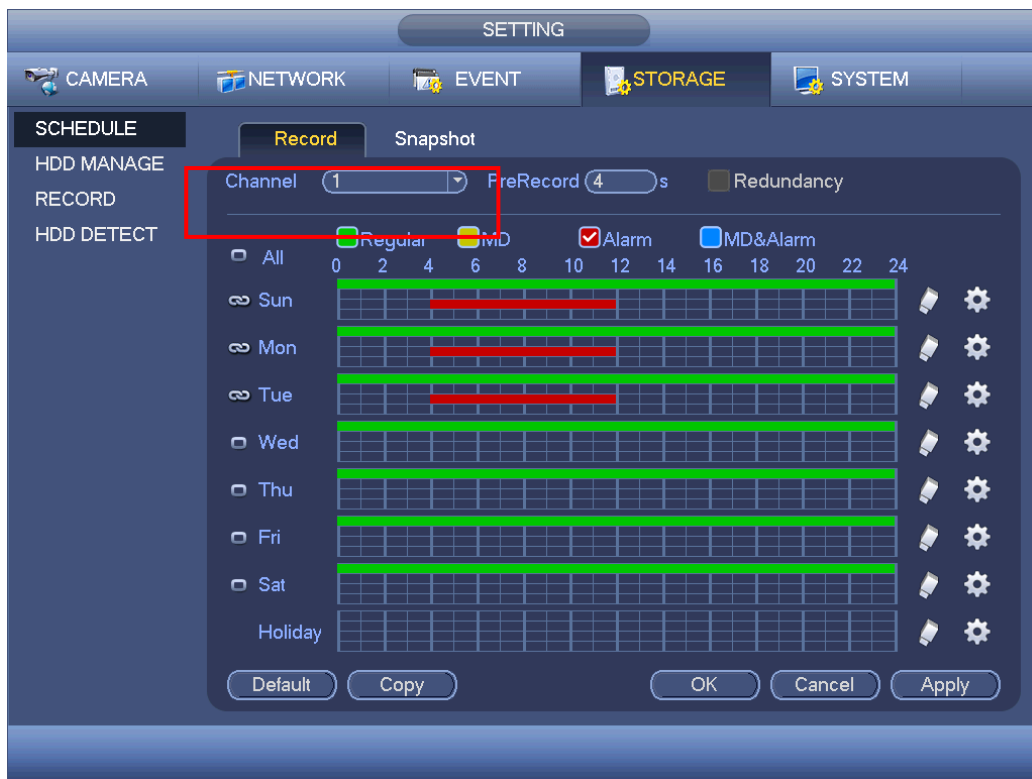 SETTING
CAMERA NETWORK EVENT STORAGE SYSTEM
SCHEDULE
HDD MANAGE
RECORD
HDD DETECT
Record Snapshot
Channel 1 PreRecord 4 s Redundancy
Regular MD Alarm MD&Alarm
All 0 2 4 6 8 10 12 14 16 18 20 22 24
Sun
Mon
Tue
Wed
Thu
Fri
Sat
Holiday
Default Copy OK Cancel Apply